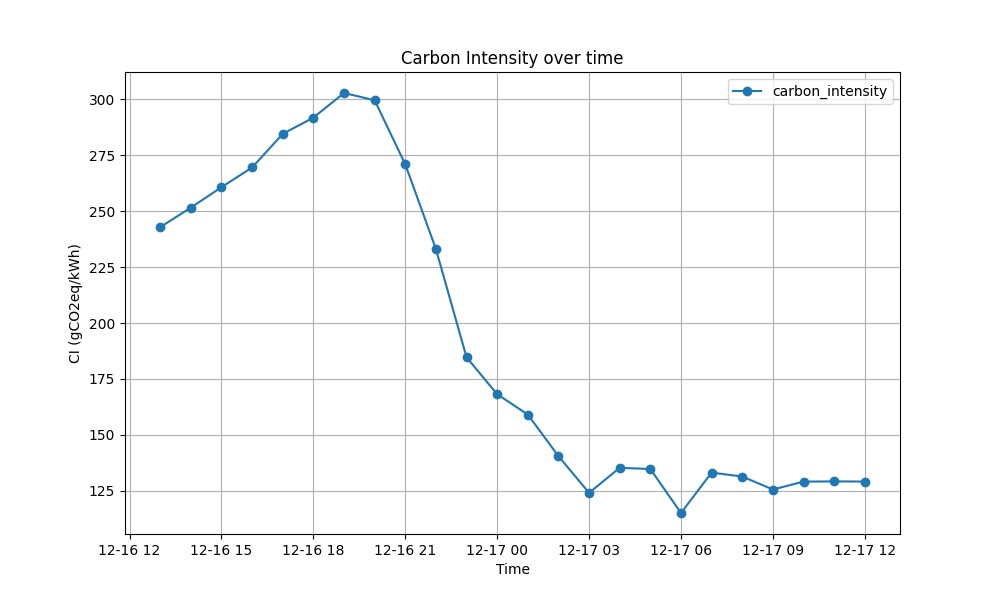 Carbon Intensity over time
carbon_intensity
300
275
250
225
200
175
150
125
CI (gCO2eq/kWh)
12-16 12 12-16 15 12-16 18 12-16 21 12-17 00 12-17 03 12-17 06 12-17 09 12-17 12
Time